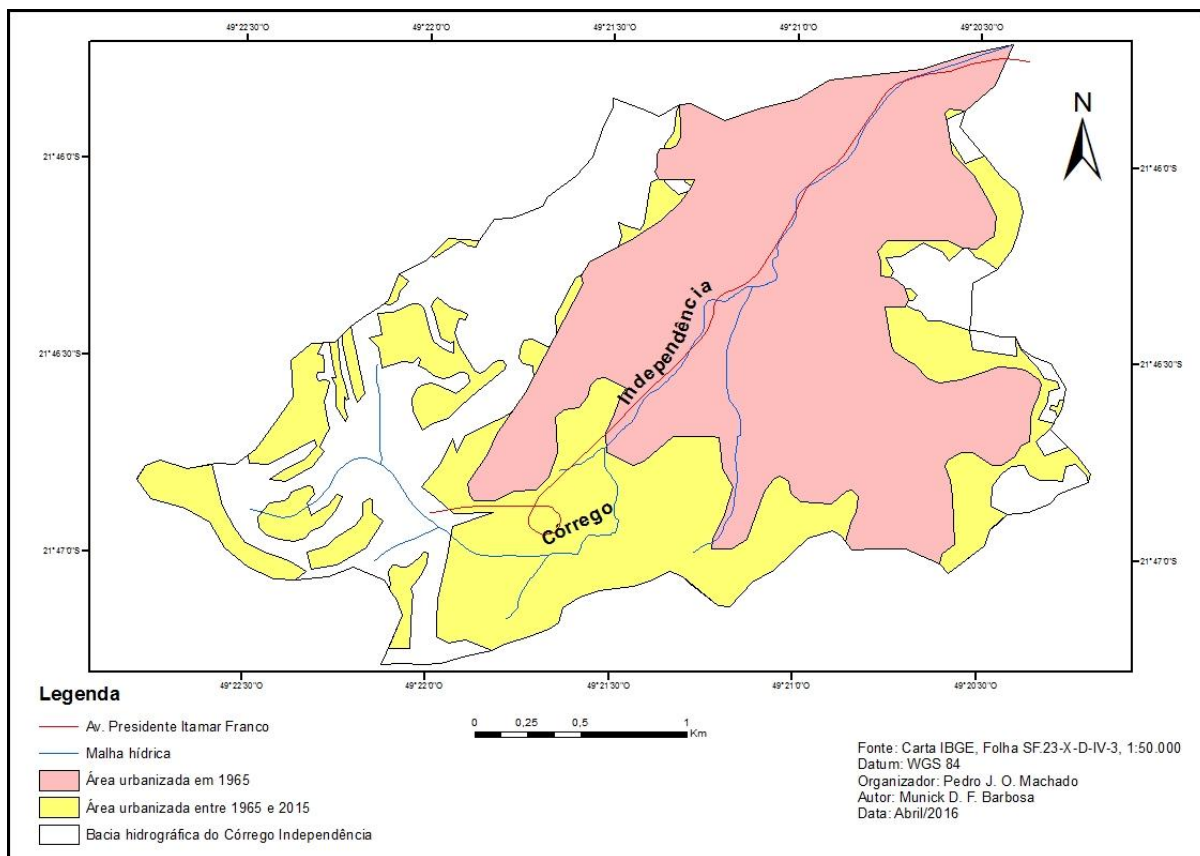 49°22'30"O 49°22'0"O 49°21'30"O 49°21'0"O 49°20'30"O
N
21°46'0"S 21°46'0"S
21°46'30"S 21°46'30"S
21°47'0"S 21°47'0"S
Córrego Independência
49°22'30"O 49°22'0"O 49°21'30"O 49°21'0"O 49°20'30"O
Legenda
Av. Presidente Itamar Franco
Malha hídrica
Área urbanizada em 1965
Área urbanizada entre 1965 e 2015
Bacia hidrográfica do Córrego Independência
0 0,25 0,5 1
Km
Fonte: Carta IBGE, Folha SF.23-X-D-IV-3, 1:50.000
Datum: WGS 84
Organizador: Pedro J. O. Machado
Autor: Munick D. F. Barbosa
Data: Abril/2016